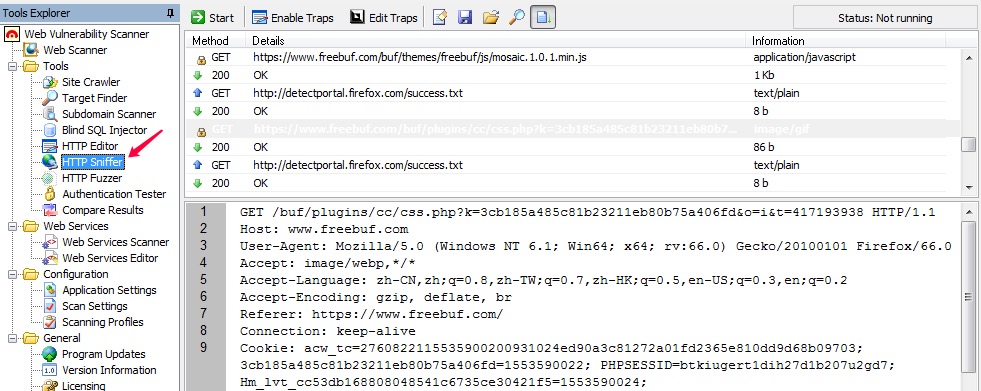 Tools Explorer
Web Vulnerability Scanner
Web Scanner
Tools
Site Crawler
Target Finder
Subdomain Scanner
Blind SQL Injector
HTTP Editor
HTTP Sniffer
HTTP Fuzzer
Authentication Tester
Compare Results
Web Services
Web Services Scanner
Web Services Editor
Configuration
Application Settings
Scan Settings
Scanning Profiles
General
Program Updates
Version Information
Licensing
Start Enable Traps Edit Traps Status: Not running
Method Details Information
GET https://www.freebuf.com/buf/themes/freebuf/js/mosaic.1.0.1.min.js application/javascript
200 OK 1 Kb
GET http://detectportal.firefox.com/success.txt text/plain
200 OK 8 b
GET https://www.freebuf.com/buf/plugins/cc/css.php?k=3cb185a485c81b23211eb80b7... image/gif
200 OK 86 b
GET http://detectportal.firefox.com/success.txt text/plain
200 OK 8 b
1 GET /buf/plugins/cc/css.php?k=3cb185a485c81b23211eb80b75a406fd&o=i&t=417193938 HTTP/1.1
2 Host: www.freebuf.com
3 User-Agent: Mozilla/5.0 (Windows NT 6.1; Win64; x64; rv:66.0) Gecko/20100101 Firefox/66.0
4 Accept: image/webp,*/*
5 Accept-Language: zh-CN,zh;q=0.8,zh-TW;q=0.7,zh-HK;q=0.5,en-US;q=0.3,en;q=0.2
6 Accept-Encoding: gzip, deflate, br
7 Referer: https://www.freebuf.com/
8 Connection: keep-alive
9 Cookie: acw_tc=2760822115535900200931024ed90a3c81272a01f4265e810dd9d68b09703;
3cb185a485c81b23211eb80b75a406fd=1553590022; PHPSESSID=btkiugert1dih27d1b207u2gd7;
Hm_lvt_cc53db168808048541c6735ce30421f5=1553590024;